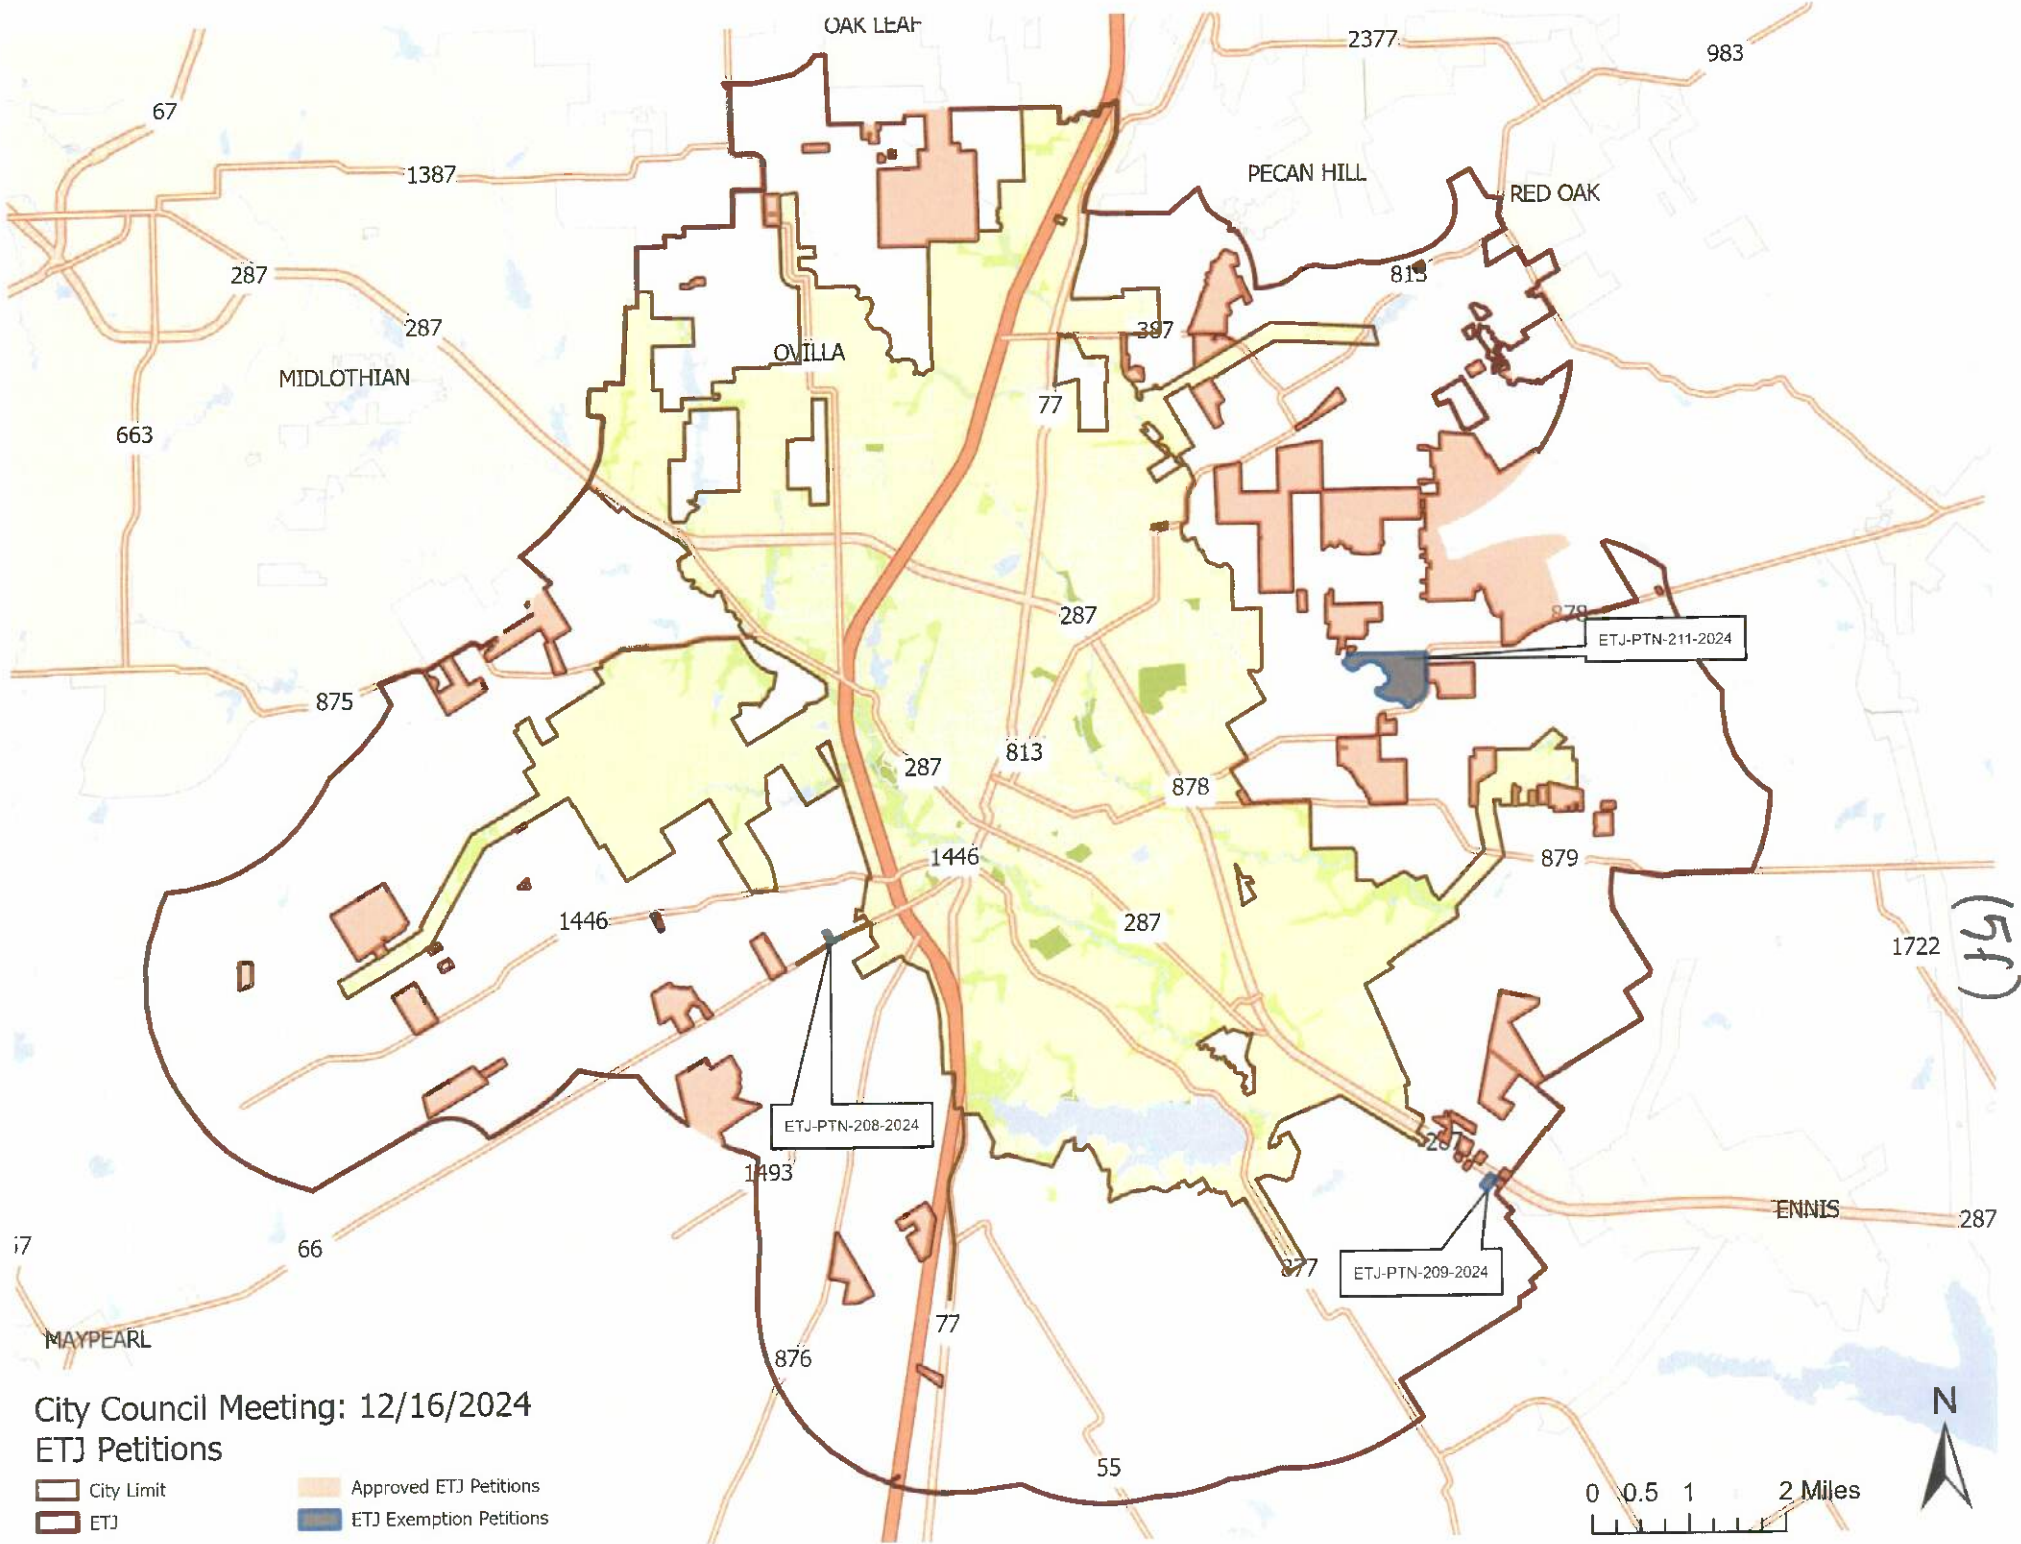 OAK LEAF
2377
983
67
1387
PECAN HILL
RED OAK
287
813
287
387
OVILLA
MIDLOTHIAN
77
663
287
878
ETJ-PTN-211-2024
875
813
287
878
1446
879
1446
287
1722
(5f)
ETJ-PTN-208-2024
287
1493
ENNIS
287
66
877
ETJ-PTN-209-2024
77
MAYPEARL
876
55
City Council Meeting: 12/16/2024
ETJ Petitions
City Limit
Approved ETJ Petitions
ETJ
ETJ Exemption Petitions
N
0 0.5 1 2 Miles